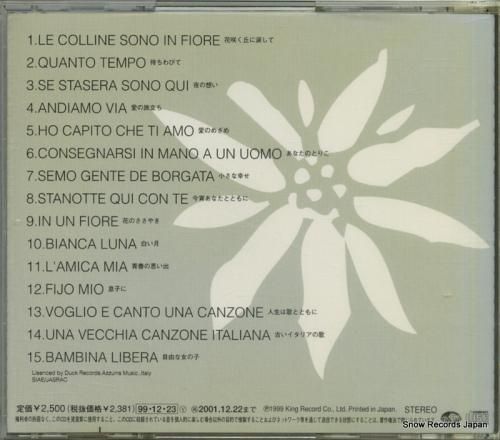 1.LE COLLINE SONO IN FIORE 花咲く丘に涙して
2.QUANTO TEMPO 待ちわびて
3.SE STASERA SONO QUI 夜の想い
4.ANDIAMO VIA 愛の旅立ち
5.HO CAPITO CHE TI AMO 愛のめざめ
6.CONSEGNARSI IN MANO A UN UOMO あなたのとりこ
7.SEMO GENTE DE BORGATA 小さな幸せ
8.STANOTTE QUI CON TE 今宵あなたとともに
9.IN UN FIORE 花のささやき
10.BIANCA LUNA 白い月
11.L'AMICA MIA 青春の思い出
12.FIJO MIO 息子に
13.VOGLIO E CANTO UNA CANZONE 人生は歌とともに
14.UNA VECCHIA CANZONE ITALIANA 古いイタリアの歌
15.BAMBINA LIBERA 自由な女の子
Lisenced by Duck Records,Azzurra Music, Italy
SIAE/JASRAC
定価¥2,500 (税抜価格¥2,381) 99・12・23 Ⓨ 2001.12.22まで Ⓟ1999 King Record Co., Ltd. Printed in Japan. STEREO
Snow Records Japan
www.snowrecords.jp